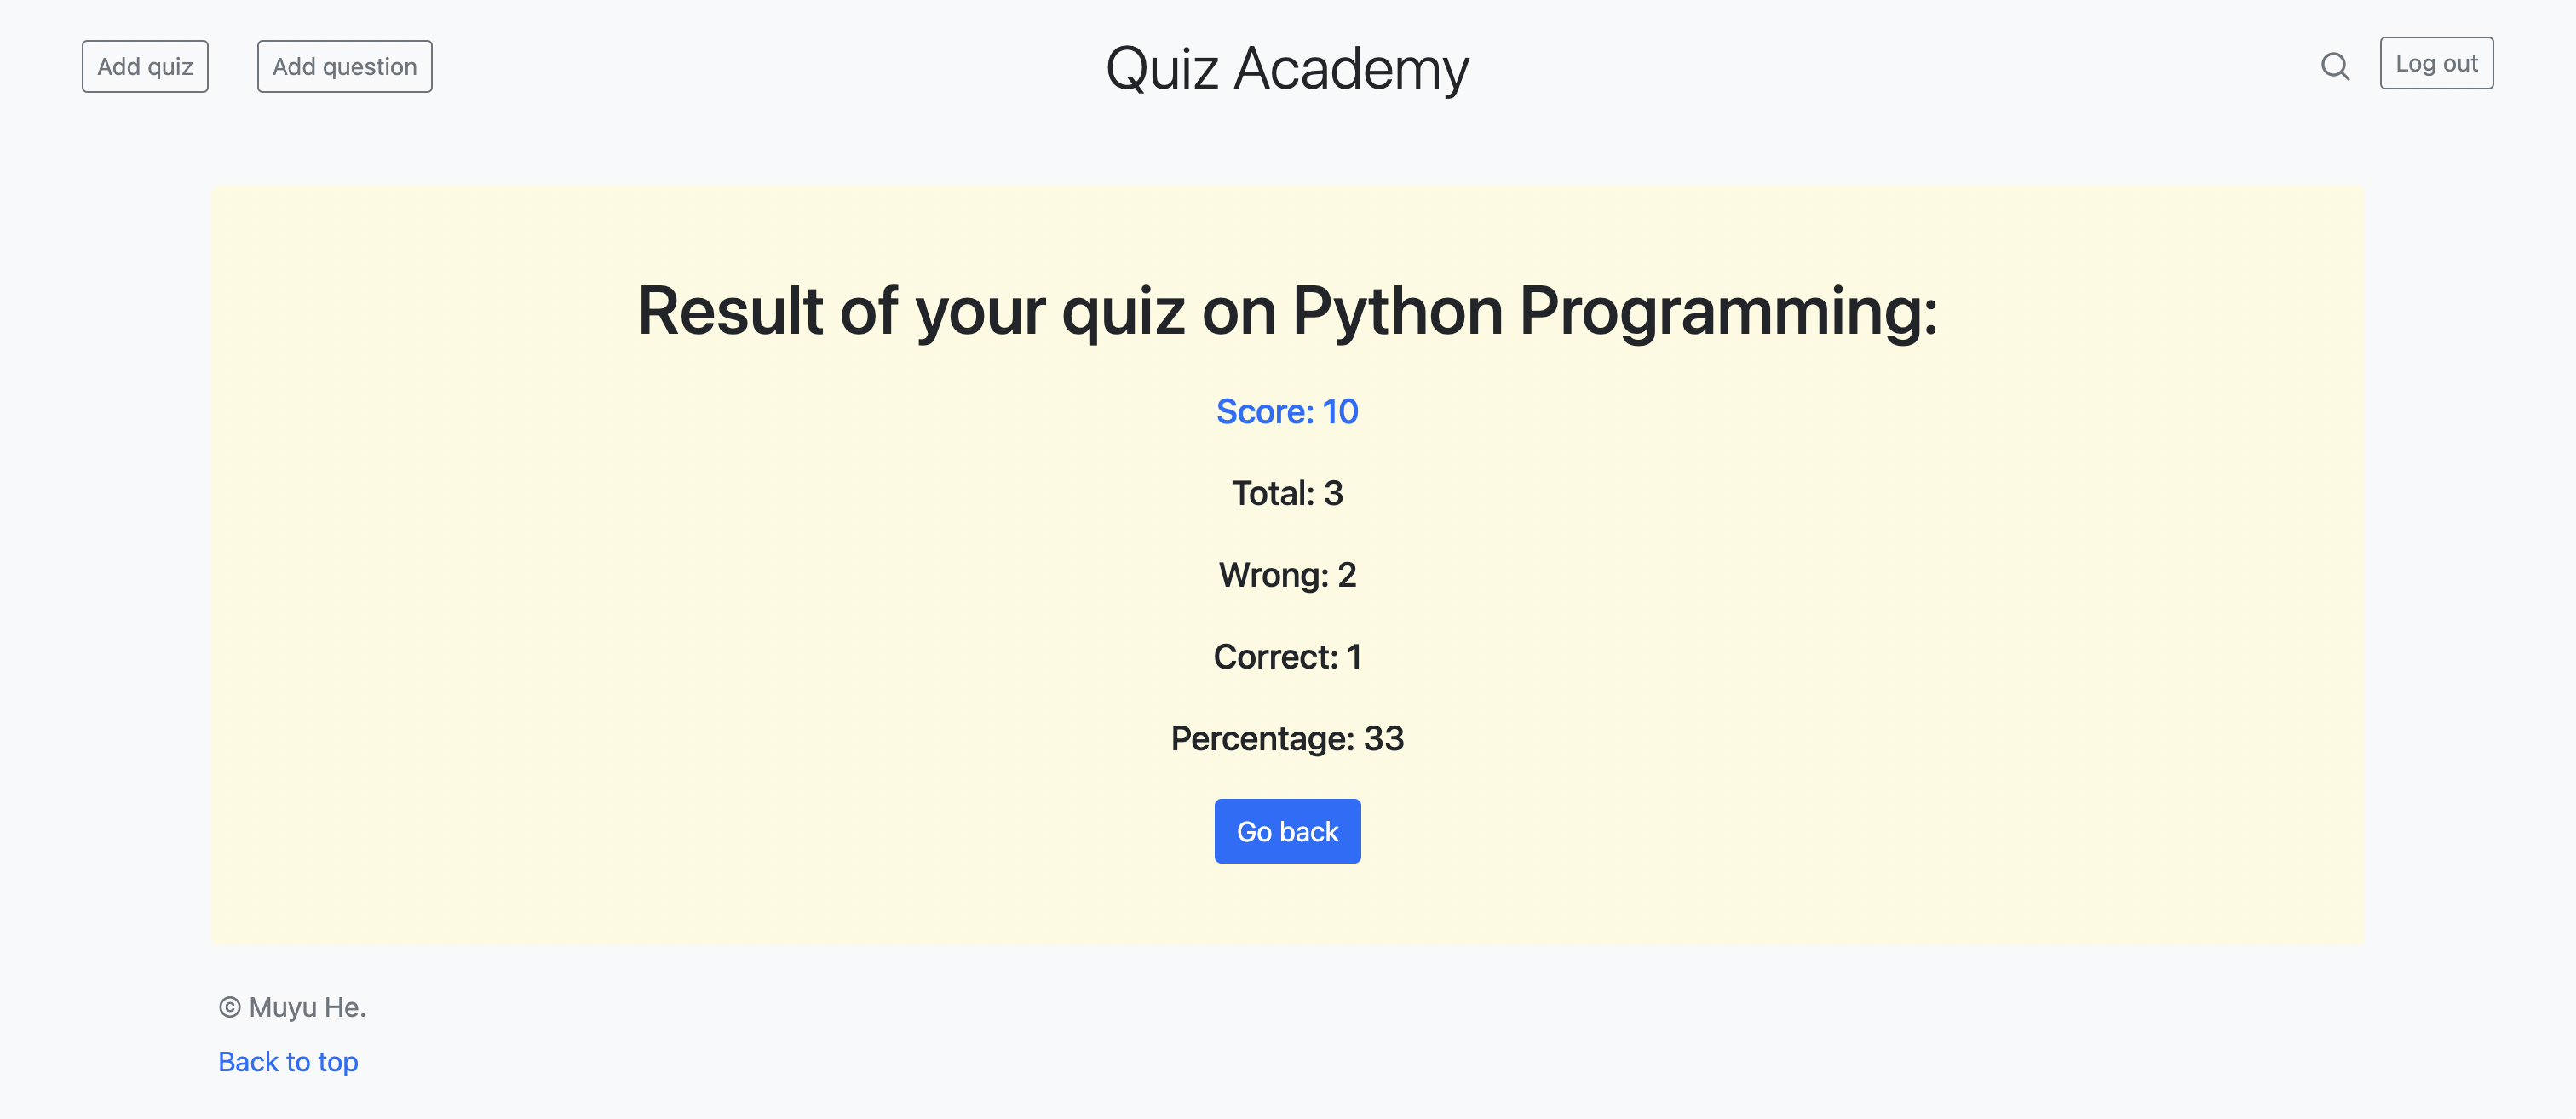 Add quiz
Add question
Quiz Academy
Log out
Result of your quiz on Python Programming:
Score: 10
Total: 3
Wrong: 2
Correct: 1
Percentage: 33
Go back
© Muyu He.
Back to top